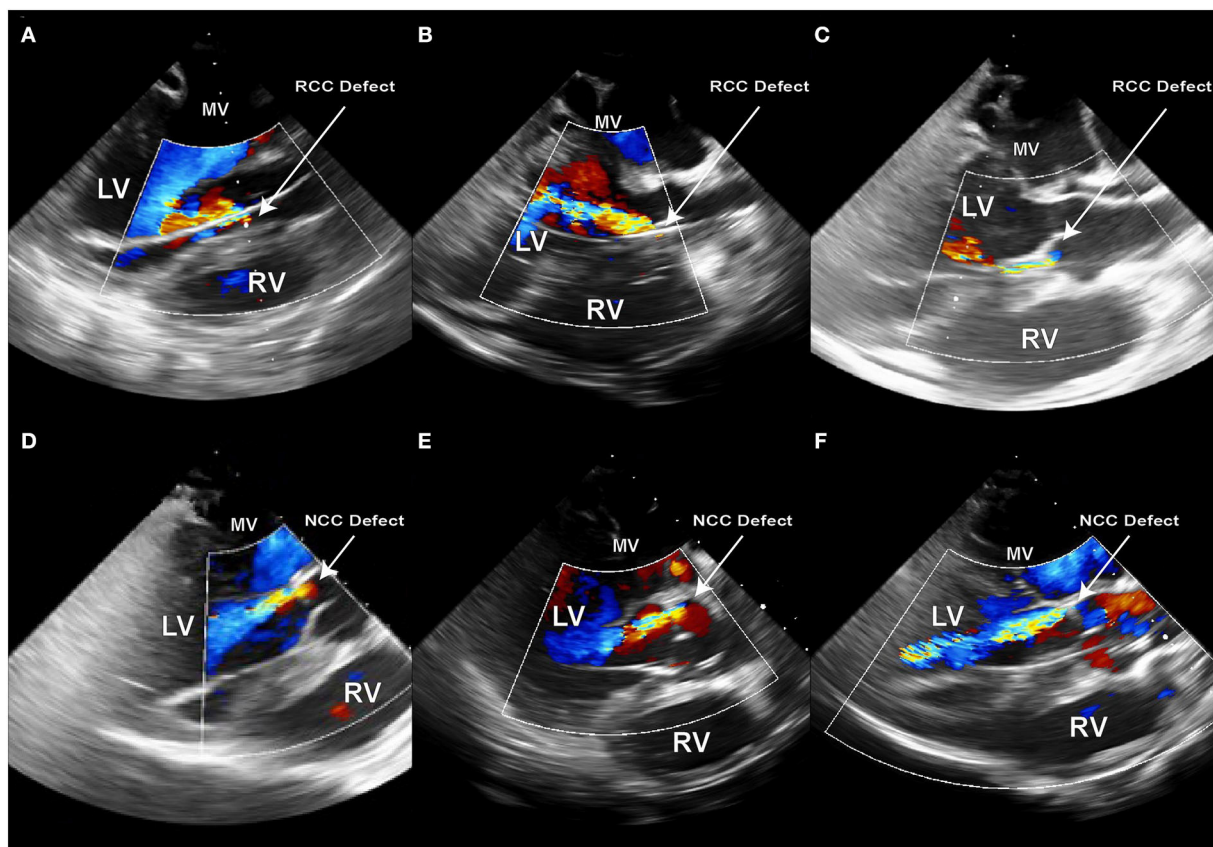 A
RCC Defect
MV
LV
RV
B
RCC Defect
MV
LV
RV
C
RCC Defect
MV
LV
RV
D
NCC Defect
MV
LV
RV
E
NCC Defect
MV
LV
RV
F
NCC Defect
MV
LV
RV